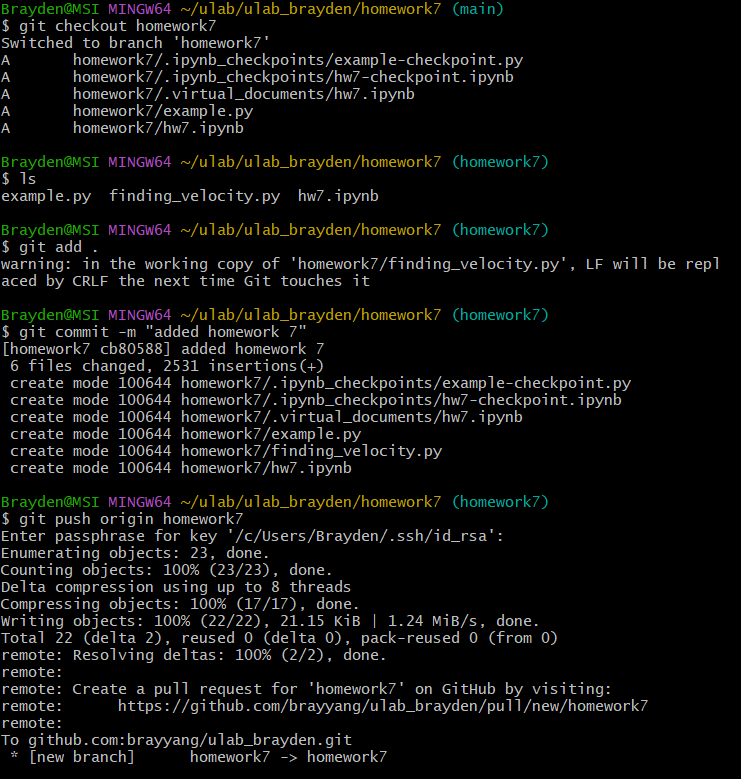 Brayden@MSI MINGW64 ~/ulab/ulab_brayden/homework7 (main)
$ git checkout homework7
Switched to branch 'homework7'
A       homework7/.ipynb_checkpoints/example-checkpoint.py
A       homework7/.ipynb_checkpoints/hw7-checkpoint.ipynb
A       homework7/.virtual_documents/hw7.ipynb
A       homework7/example.py
A       homework7/hw7.ipynb
Brayden@MSI MINGW64 ~/ulab/ulab_brayden/homework7 (homework7)
$ ls
example.py  finding_velocity.py  hw7.ipynb
Brayden@MSI MINGW64 ~/ulab/ulab_brayden/homework7 (homework7)
$ git add .
warning: in the working copy of 'homework7/finding_velocity.py', LF will be repl
aced by CRLF the next time Git touches it
Brayden@MSI MINGW64 ~/ulab/ulab_brayden/homework7 (homework7)
$ git commit -m "added homework 7"
[homework7 cb80588] added homework 7
 6 files changed, 2531 insertions(+)
 create mode 100644 homework7/.ipynb_checkpoints/example-checkpoint.py
 create mode 100644 homework7/.ipynb_checkpoints/hw7-checkpoint.ipynb
 create mode 100644 homework7/.virtual_documents/hw7.ipynb
 create mode 100644 homework7/example.py
 create mode 100644 homework7/finding_velocity.py
 create mode 100644 homework7/hw7.ipynb
Brayden@MSI MINGW64 ~/ulab/ulab_brayden/homework7 (homework7)
$ git push origin homework7
Enter passphrase for key '/c/Users/Brayden/.ssh/id_rsa':
Enumerating objects: 23, done.
Counting objects: 100% (23/23), done.
Delta compression using up to 8 threads
Compressing objects: 100% (17/17), done.
Writing objects: 100% (22/22), 21.15 KiB | 1.24 MiB/s, done.
Total 22 (delta 2), reused 0 (delta 0), pack-reused 0 (from 0)
remote: Resolving deltas: 100% (2/2), done.
remote:
remote: Create a pull request for 'homework7' on GitHub by visiting:
remote:      https://github.com/brayyang/ulab_brayden/pull/new/homework7
remote:
To github.com:brayyang/ulab_brayden.git
 * [new branch]      homework7 -> homework7